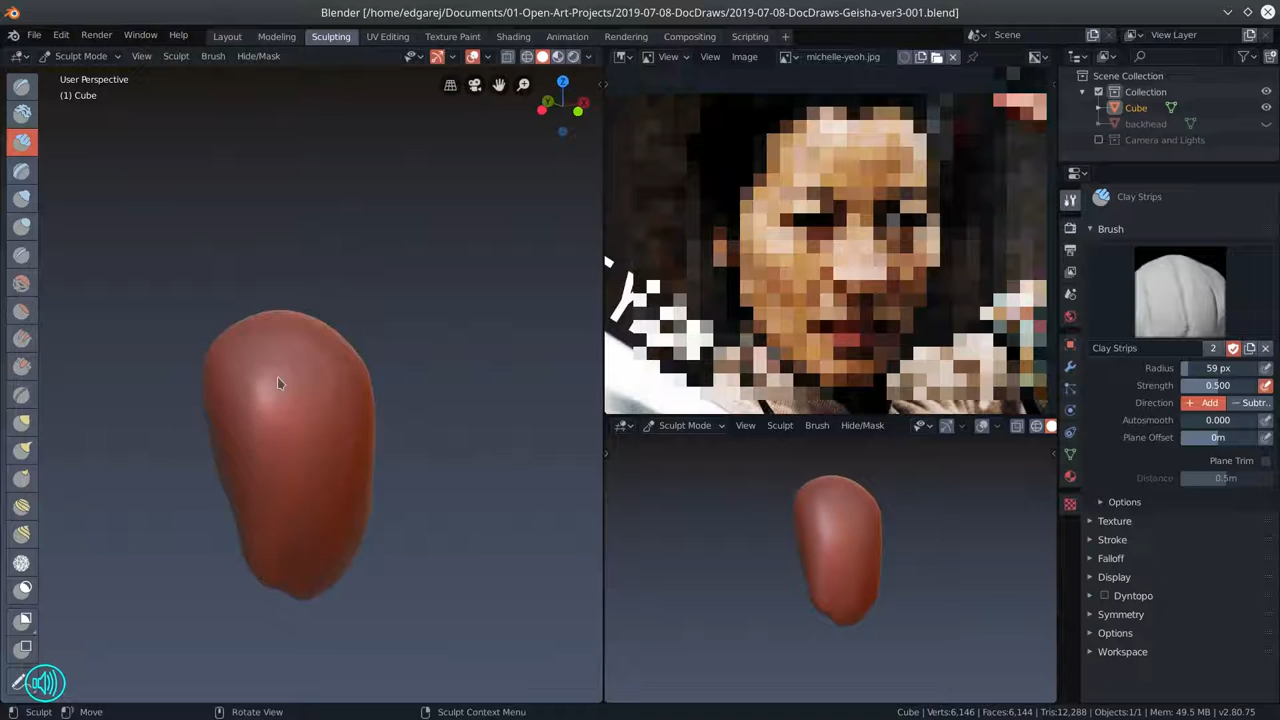 Blender [/home/edgarej/Documents/01-Open-Art-Projects/2019-07-08-DocDraws/2019-07-08-DocDraws-Geisha-ver3-001.blend]
File Edit Render Window Help Layout Modeling Sculpting UV Editing Texture Paint Shading Animation Rendering Compositing Scripting + Scene View Layer
Sculpt Mode View Sculpt Brush Hide/Mask View View Image michelle-yeoh.jpg
User Perspective
(1) Cube
Z
Y
Scene Collection
Collection
Cube
backhead
Camera and Lights
Clay Strips
Brush
Clay Strips 2
Radius 59 px
Strength 0.500
Direction + Add − Subtr..
Autosmooth 0.000
Plane Offset 0m
Plane Trim
Distance 0.5m
Options
Texture
Stroke
Falloff
Display
Dyntopo
Symmetry
Options
Workspace
Sculpt Mode View Sculpt Brush Hide/Mask
Sculpt Move Rotate View Sculpt Context Menu Cube | Verts:6,146 | Faces:6,144 | Tris:12,288 | Objects:1/1 | Mem: 49.5 MB | v2.80.75